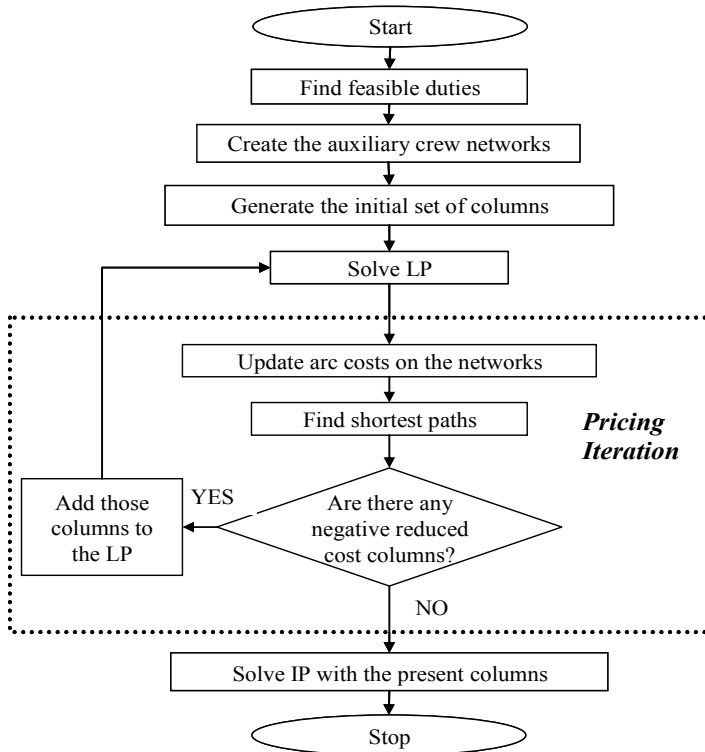 Start
Find feasible duties
Create the auxiliary crew networks
Generate the initial set of columns
Solve LP
Update arc costs on the networks
Find shortest paths
Pricing
Iteration
Add those
columns to
the LP
YES
Are there any
negative reduced
cost columns?
NO
Solve IP with the present columns
Stop